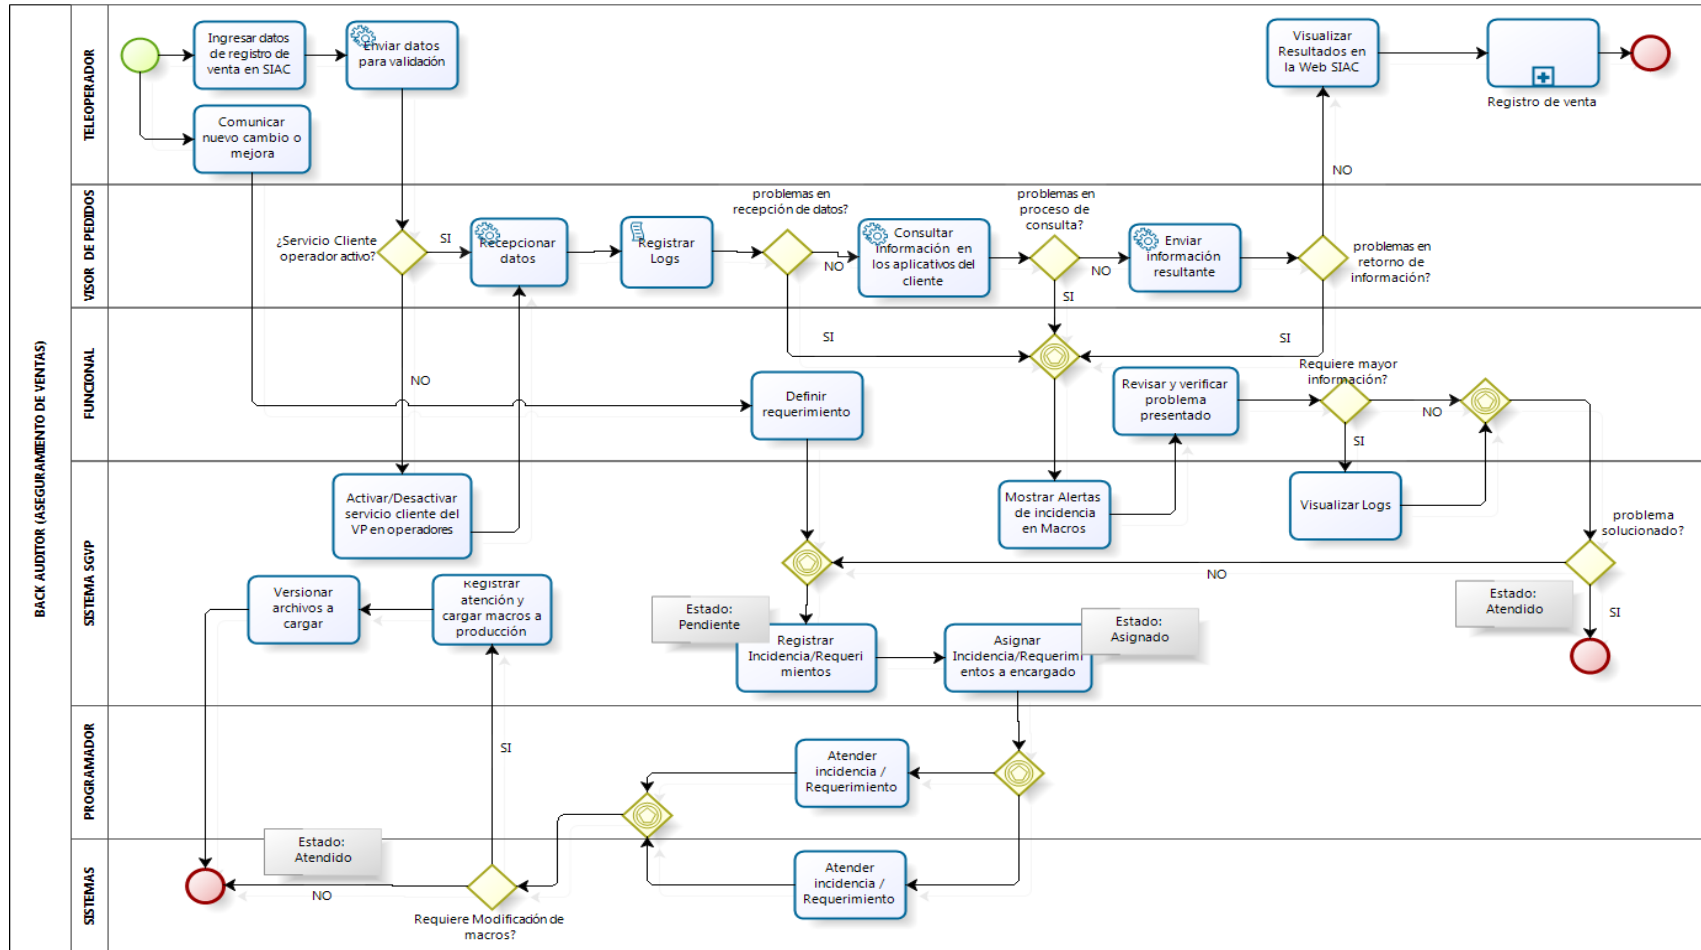 BACK AUDITOR (ASEGURAMIENTO DE VENTAS)
TELEOPERADOR
Ingresar datos
de registro de
venta en SIAC
Enviar datos
para validación
Comunicar
nuevo cambio o
mejora
Visualizar
Resultados en
la Web SIAC
Registro de venta
NO
VISOR DE PEDIDOS
¿Servicio Cliente
operador activo?
SI
Recepcionar
datos
Registrar
Logs
problemas en
recepción de datos?
NO
Consultar
información en
los aplicativos del
cliente
problemas en
proceso de
consulta?
NO
SI
Enviar
información
resultante
problemas en
retorno de
información?
FUNCIONAL
NO
SI
SI
Definir
requerimiento
Revisar y verificar
problema
presentado
Requiere mayor
información?
NO
SI
SISTEMA SGVP
Activar/Desactivar
servicio cliente del
VP en operadores
Mostrar Alertas
de incidencia
en Macros
Visualizar Logs
problema
solucionado?
NO
SI
Versionar
archivos a
cargar
Registrar
atención y
cargar macros a
producción
Estado:
Pendiente
Registrar
Incidencia/Requeri
mientos
Asignar
Incidencia/Requerimi
entos a encargado
Estado:
Asignado
Estado:
Atendido
PROGRAMADOR
SI
Atender
incidencia /
Requerimiento
SISTEMAS
Estado:
Atendido
NO
Requiere Modificación de
macros?
Atender
incidencia /
Requerimiento